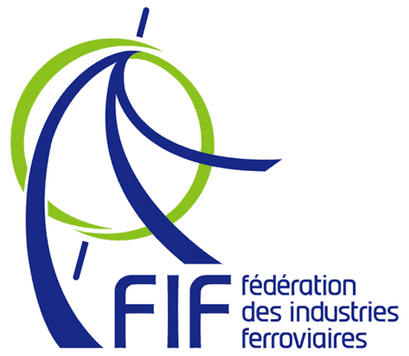 FIF
fédération
des industries
ferroviaires